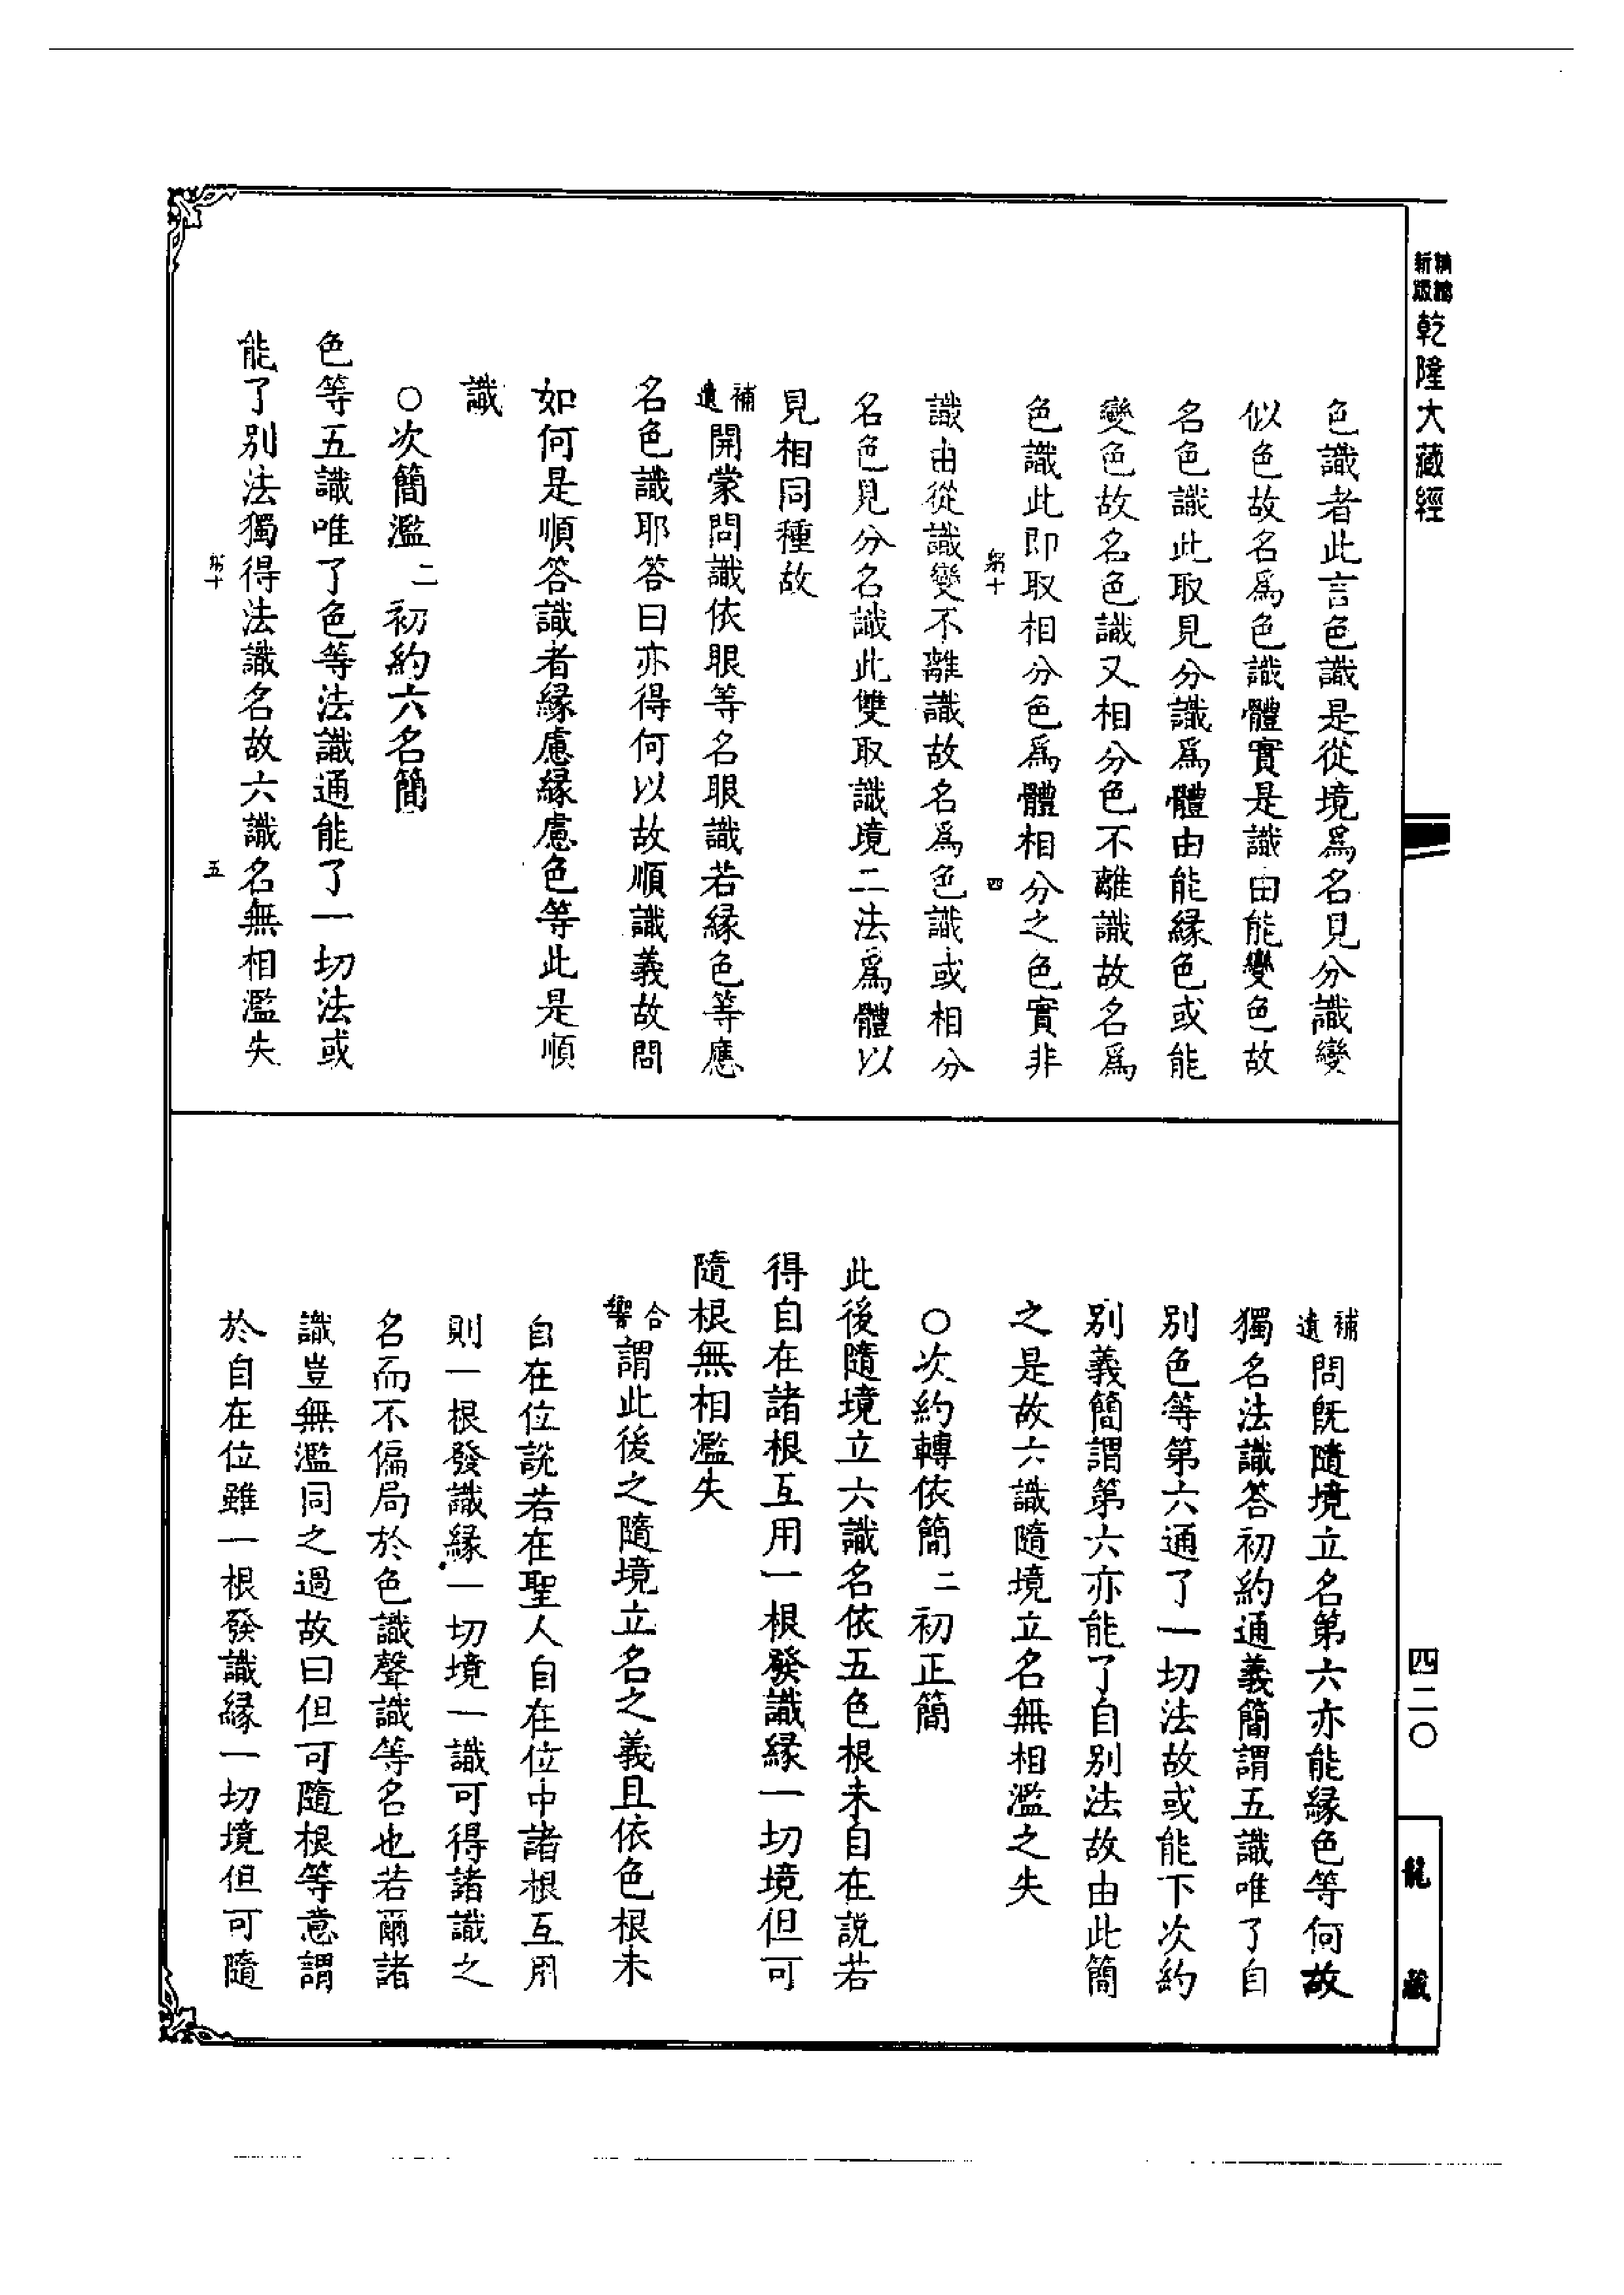 新版
精縮
乾隆大藏經
色識者此言色識是從境爲名見分識變
似色故名爲色識體實是識由能變色故
名色識此取見分識爲體由能緣色或能
變色故名色識又相分色不離識故名爲
色識此即取相分色爲體相分之色實非
四
識由從識變不離識故名爲色識或相分
名色見分名識此雙取識境二法爲體以
見相同種故
補遺開蒙問識依眼等名眼識若緣色等應
名色識耶答曰亦得何以故順識義故問
如何是順答識者緣慮緣慮色等此是順
識
○次簡濫二初約六名簡
色等五識唯了色等法識通能了一切法或
能了別法獨得法識名故六識名無相濫失
五
補遺問既隨境立名第六亦能緣色等何故
獨名法識答初約通義簡謂五識唯了自
別色等第六通了一切法故或能下次約
別義簡謂第六亦能了自別法故由此簡
之是故六識隨境立名無相濫之失
○次約轉依簡二初正簡
此後隨境立六識名依五色根未自在說若
得自在諸根互用一根發識緣一切境但可
隨根無相濫失
合響謂此後之隨境立名之義且依色根未
自在位說若在聖人自在位中諸根互用
則一根發識緣一切境一識可得諸識之
名而不偏局於色識聲識等名也若爾諸
識豈無濫同之過故曰但可隨根等意謂
於自在位雖一根發識緣一切境但可隨
四二〇
龍藏